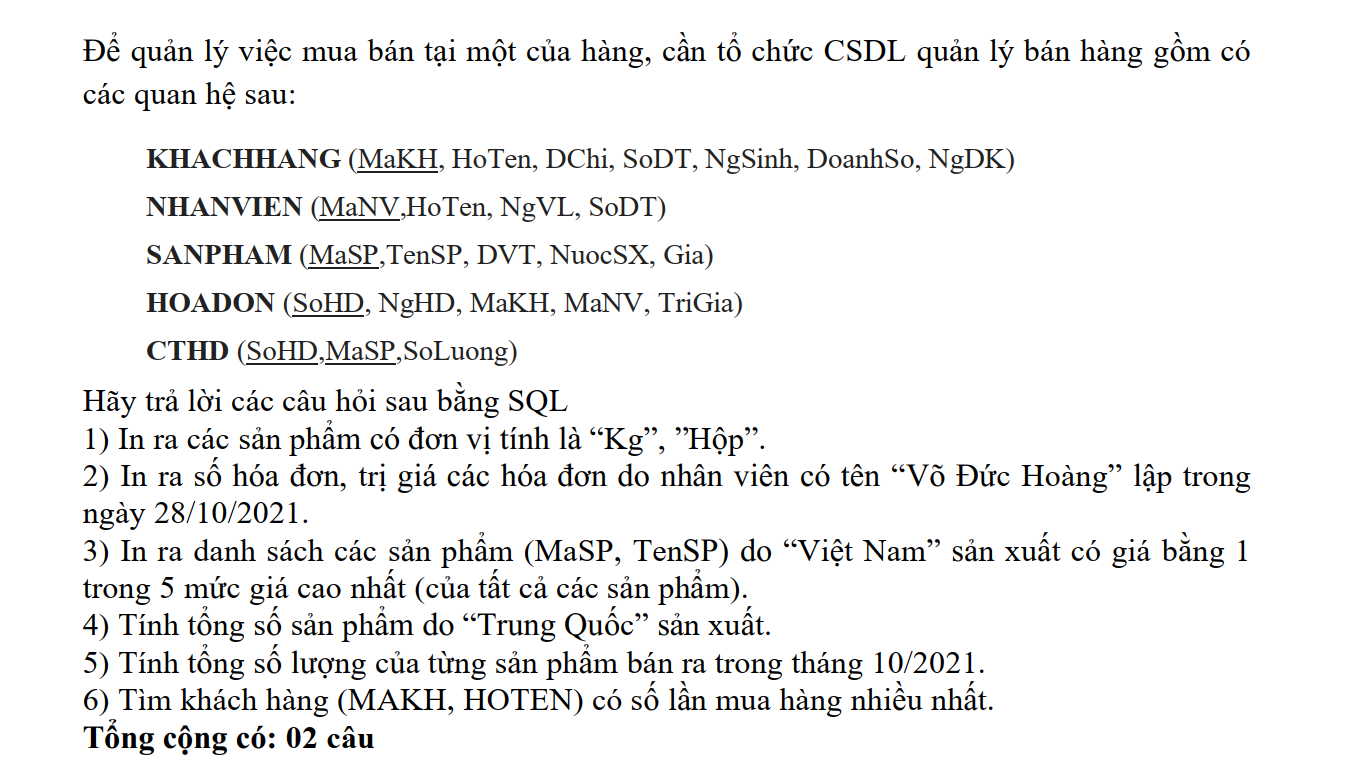 Để quản lý việc mua bán tại một của hàng, cần tổ chức CSDL quản lý bán hàng gồm có
các quan hệ sau:
KHACHHANG (MaKH, HoTen, DChi, SoDT, NgSinh, DoanhSo, NgDK)
NHANVIEN (MaNV,HoTen, NgVL, SoDT)
SANPHAM (MaSP,TenSP, DVT, NuocSX, Gia)
HOADON (SoHD, NgHD, MaKH, MaNV, TriGia)
CTHD (SoHD,MaSP,SoLuong)
Hãy trả lời các câu hỏi sau bằng SQL
1) In ra các sản phẩm có đơn vị tính là “Kg”, ”Hộp”.
2) In ra số hóa đơn, trị giá các hóa đơn do nhân viên có tên “Võ Đức Hoàng” lập trong
ngày 28/10/2021.
3) In ra danh sách các sản phẩm (MaSP, TenSP) do “Việt Nam” sản xuất có giá bằng 1
trong 5 mức giá cao nhất (của tất cả các sản phẩm).
4) Tính tổng số sản phẩm do “Trung Quốc” sản xuất.
5) Tính tổng số lượng của từng sản phẩm bán ra trong tháng 10/2021.
6) Tìm khách hàng (MAKH, HOTEN) có số lần mua hàng nhiều nhất.
Tổng cộng có: 02 câu